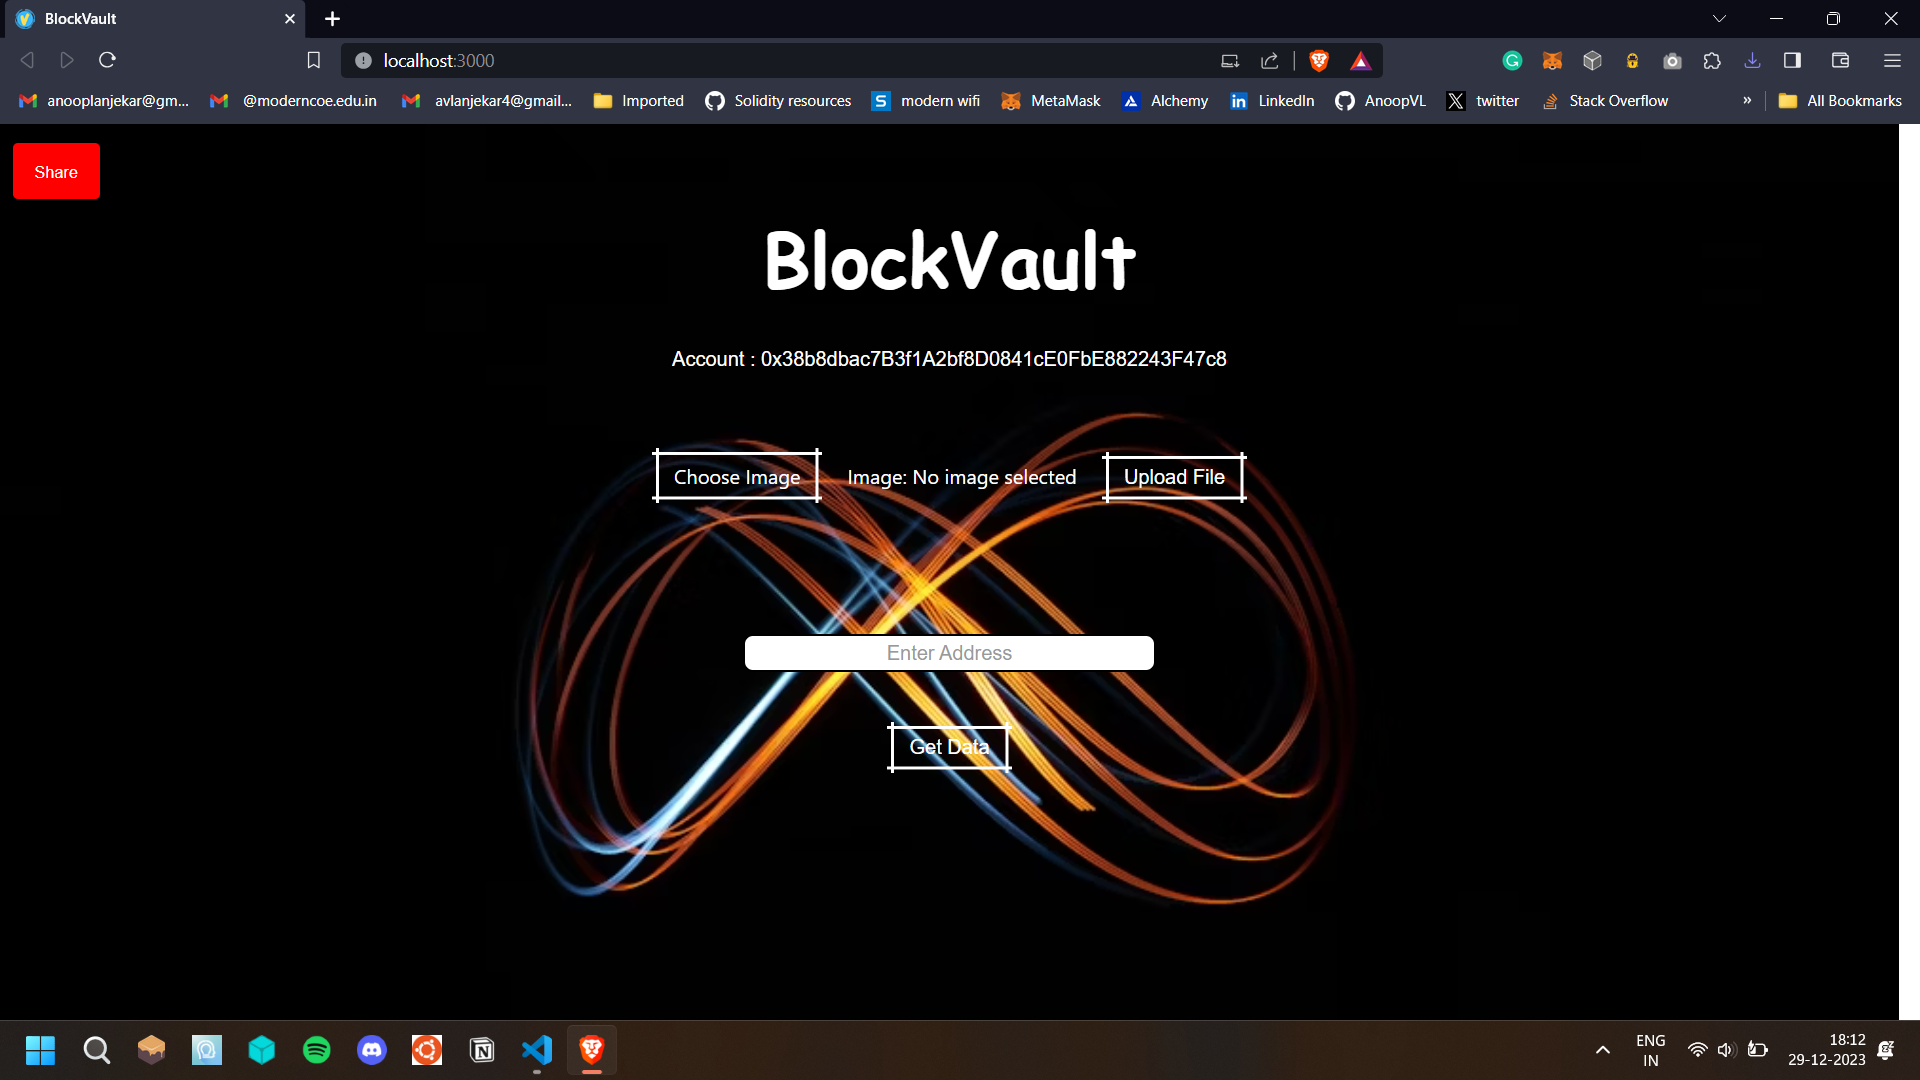 BlockVault
localhost:3000
anooplanjekar@gm...
@moderncoe.edu.in
avlanjekar4@gmail...
Imported
Solidity resources
modern wifi
MetaMask
Alchemy
LinkedIn
AnoopVL
twitter
Stack Overflow
»
All Bookmarks
Share
BlockVault
Account : 0x38b8dbac7B3f1A2bf8D0841cE0FbE882243F47c8
Choose Image
Image: No image selected
Upload File
Enter Address
Get Data
ENG
IN
18:12
29-12-2023